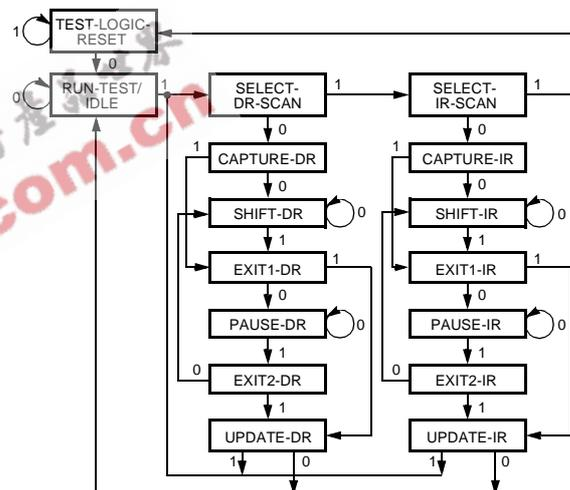 TEST-LOGIC-
RESET
1
0
RUN-TEST/
IDLE
0
1
SELECT-
DR-SCAN
1
SELECT-
IR-SCAN
1
0
0
1
CAPTURE-DR
1
CAPTURE-IR
0
0
SHIFT-DR
0
SHIFT-IR
0
1
1
EXIT1-DR
1
EXIT1-IR
1
0
0
PAUSE-DR
0
PAUSE-IR
0
1
1
0
EXIT2-DR
0
EXIT2-IR
1
1
UPDATE-DR
UPDATE-IR
1
0
1
0
com.cn